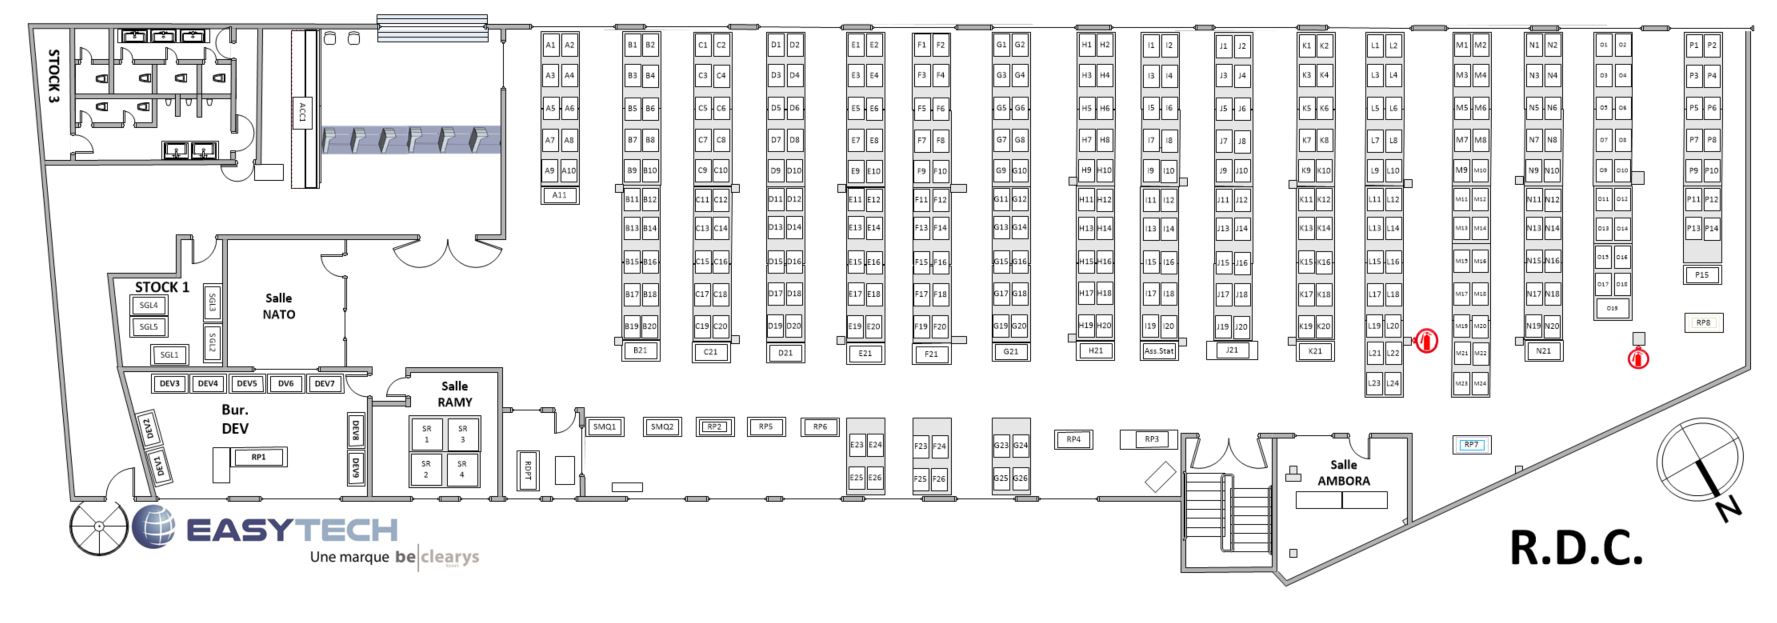 STOCK 3
ACC1
A1 A2 B1 B2 C1 C2 D1 D2 E1 E2 F1 F2 G1 G2 H1 H2 I1 I2 J1 J2 K1 K2 L1 L2 M1 M2 N1 N2 O1 O2 P1 P2
A3 A4 B3 B4 C3 C4 D3 D4 E3 E4 F3 F4 G3 G4 H3 H4 I3 I4 J3 J4 K3 K4 L3 L4 M3 M4 N3 N4 O3 O4 P3 P4
A5 A6 B5 B6 C5 C6 D5 D6 E5 E6 F5 F6 G5 G6 H5 H6 I5 I6 J5 J6 K5 K6 L5 L6 M5 M6 N5 N6 O5 O6 P5 P6
A7 A8 B7 B8 C7 C8 D7 D8 E7 E8 F7 F8 G7 G8 H7 H8 I7 I8 J7 J8 K7 K8 L7 L8 M7 M8 N7 N8 O7 O8 P7 P8
A9 A10 B9 B10 C9 C10 D9 D10 E9 E10 F9 F10 G9 G10 H9 H10 I9 I10 J9 J10 K9 K10 L9 L10 M9 M10 N9 N10 O9 O10 P9 P10
A11 B11 B12 C11 C12 D11 D12 E11 E12 F11 F12 G11 G12 H11 H12 I11 I12 J11 J12 K11 K12 L11 L12 M11 M12 N11 N12 O11 O12 P11 P12
B13 B14 C13 C14 D13 D14 E13 E14 F13 F14 G13 G14 H13 H14 I13 I14 J13 J14 K13 K14 L13 L14 M13 M14 N13 N14 O13 O14 P13 P14
B15 B16 C15 C16 D15 D16 E15 E16 F15 F16 G15 G16 H15 H16 I15 I16 J15 J16 K15 K16 L15 L16 M15 M16 N15 N16 O15 O16 P15
B17 B18 C17 C18 D17 D18 E17 E18 F17 F18 G17 G18 H17 H18 I17 I18 J17 J18 K17 K18 L17 L18 M17 M18 N17 N18 O17 O18
O19
B19 B20 C19 C20 D19 D20 E19 E20 F19 F20 G19 G20 H19 H20 I19 I20 J19 J20 K19 K20 L19 L20 M19 M20 N19 N20 RP8
B21 C21 D21 E21 F21 G21 H21 Ass.Stat J21 K21 L21 L22 M21 M22 N21
L23 L24 M23 M24
STOCK 1
SGL4
SGL5
SGL3
SGL2
SGL1
Salle
NATO
DEV3 DEV4 DEV5 DV6 DEV7
Bur.
DEV
DEV2
DEV1
DEV8
DEV9
RP1
Salle
RAMY
SR 1
SR 3
SR 2
SR 4
RDPT
SMQ1 SMQ2 RP2 RP5 RP6
E23 E24 F23 F24 G23 G24
E25 E26 F25 F26 G25 G26
RP4 RP3
Salle
AMBORA
RP7
N
EASYTECH
Une marque be clearys
R.D.C.